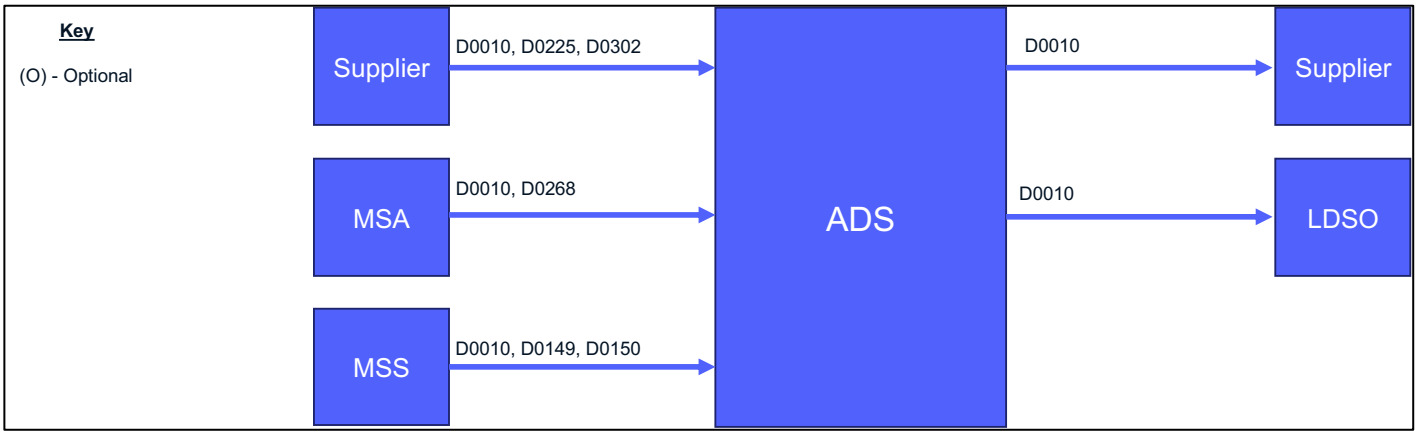 Key
(O) - Optional
Supplier
D0010, D0225, D0302
MSA
D0010, D0268
MSS
D0010, D0149, D0150
ADS
D0010
Supplier
D0010
LDSO